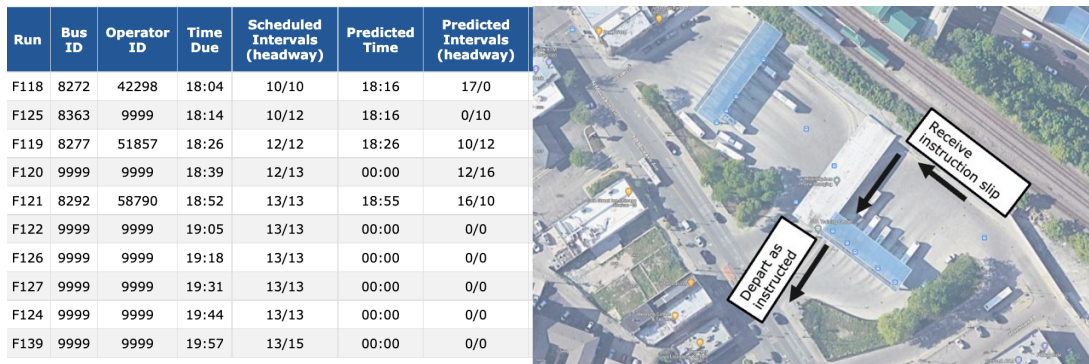 Run Bus ID Operator ID Time Due Scheduled Intervals (headway) Predicted Time Predicted Intervals (headway)
F118 8272 42298 18:04 10/10 18:16 17/0
F125 8363 9999 18:14 10/12 18:16 0/10
F119 8277 51857 18:26 12/12 18:26 10/12
F120 9999 9999 18:39 12/13 00:00 12/16
F121 8292 58790 18:52 13/13 18:55 16/10
F122 9999 9999 19:05 13/13 00:00 0/0
F126 9999 9999 19:18 13/13 00:00 0/0
F127 9999 9999 19:31 13/13 00:00 0/0
F124 9999 9999 19:44 13/13 00:00 0/0
F139 9999 9999 19:57 13/15 00:00 0/0
Receive
instruction slip
Depart as
instructed